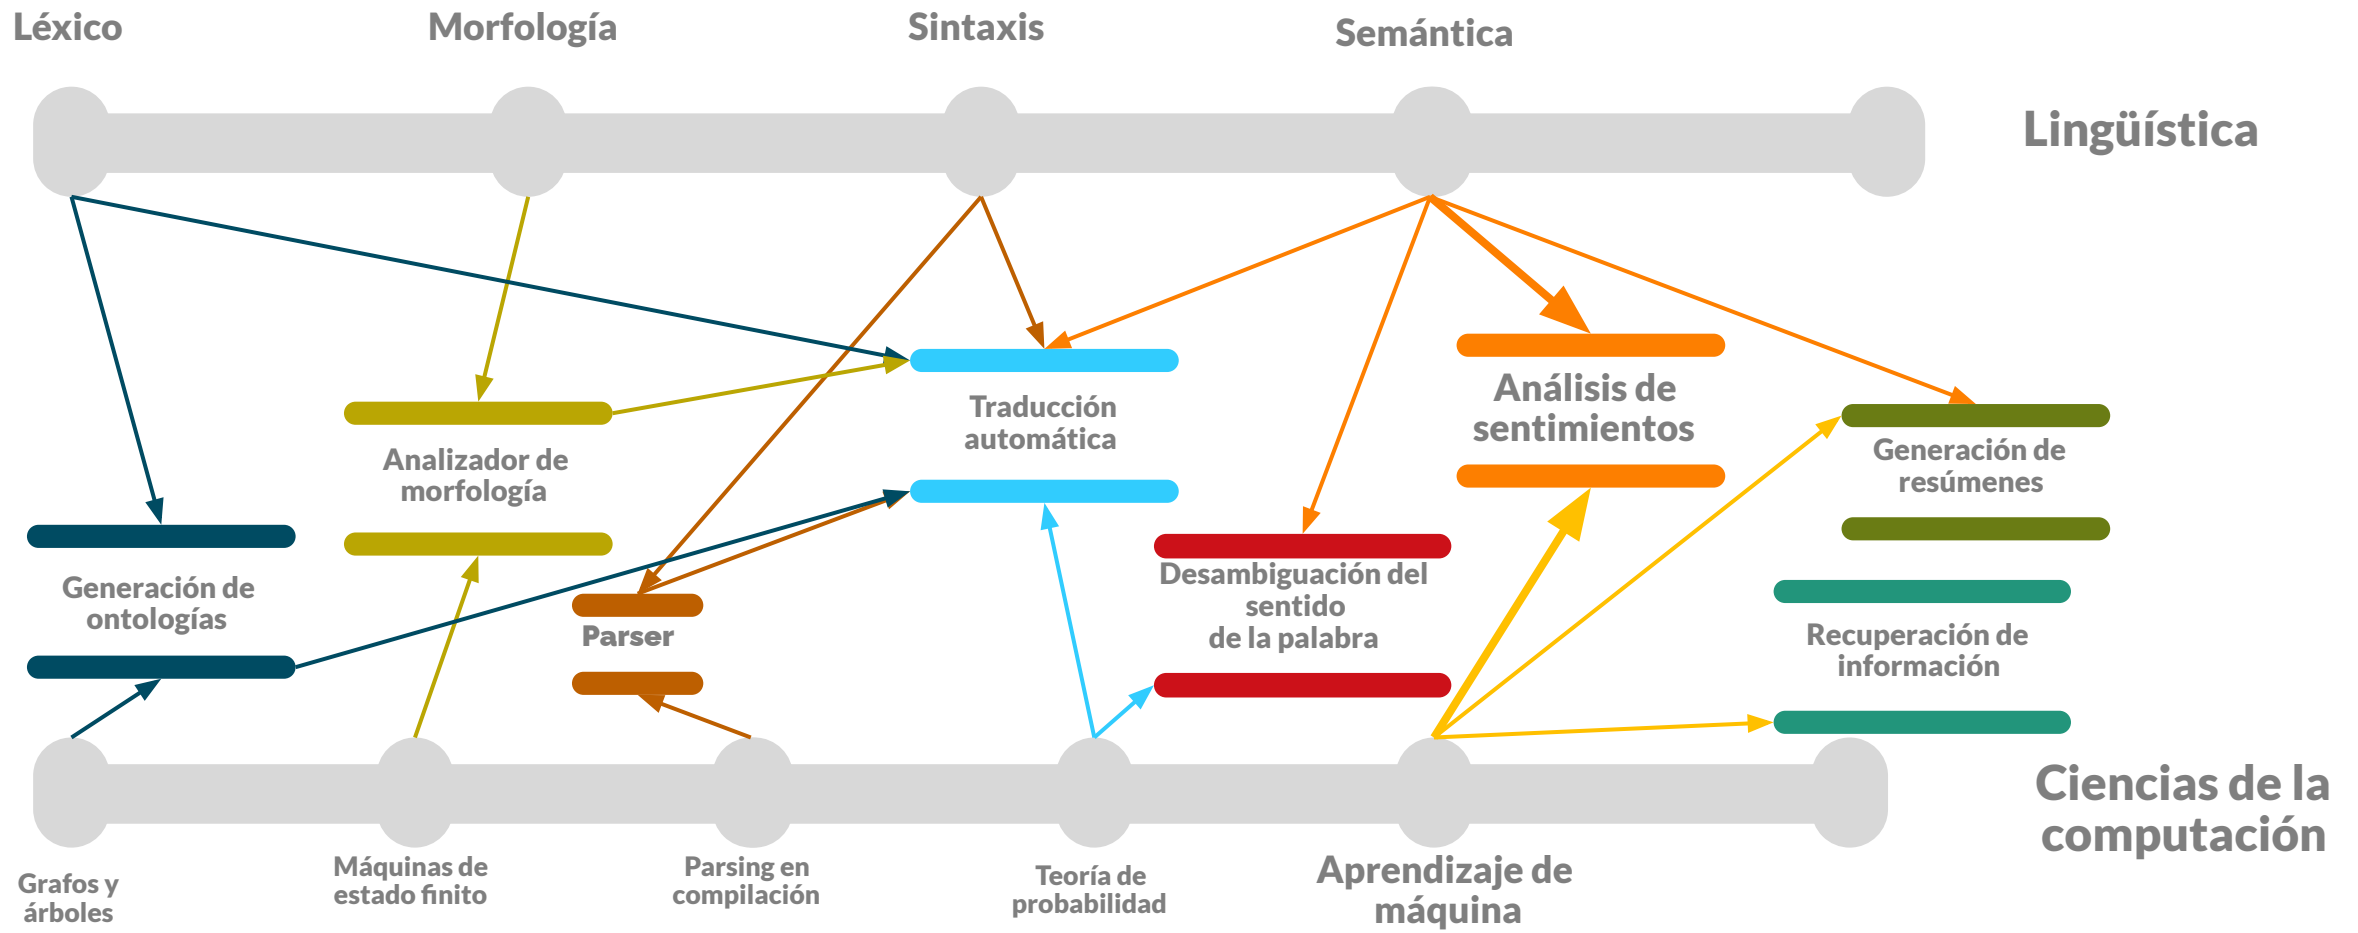 Léxico
Morfología
Sintaxis
Semántica
Lingüística
Análisis de
sentimientos
Traducción
automática
Generación de
resúmenes
Analizador de
morfología
Desambiguación del
sentido
de la palabra
Generación de
ontologías
Parser
Recuperación de
información
Ciencias de la
computación
Grafos y
árboles
Máquinas de
estado finito
Parsing en
compilación
Teoría de
probabilidad
Aprendizaje de
máquina